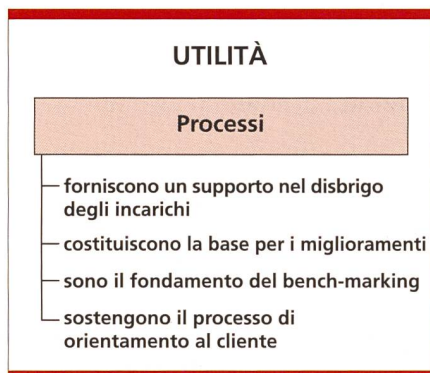 UTILITÀ
Processi
forniscono un supporto nel disbrigo
degli incarichi
costituiscono la base per i miglioramenti
sono il fondamento del bench-marking
sostengono il processo di
orientamento al cliente